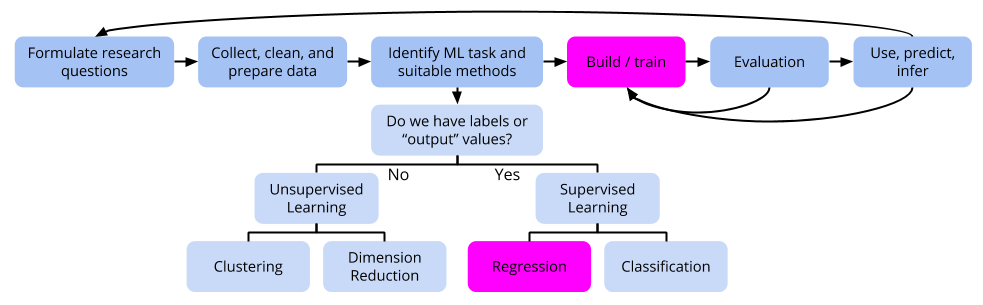 Formulate research
questions
Collect, clean, and
prepare data
Identify ML task and
suitable methods
Build / train
Evaluation
Use, predict,
infer
Do we have labels or
“output” values?
No
Yes
Unsupervised
Learning
Supervised
Learning
Clustering
Dimension
Reduction
Regression
Classification